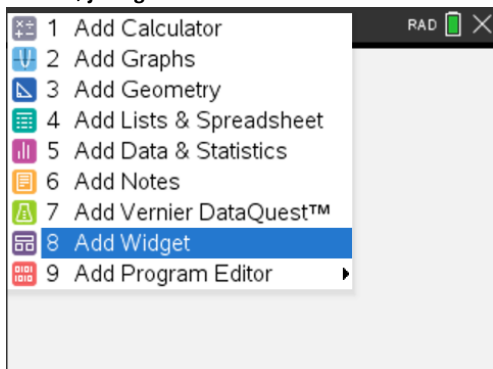 1 Add Calculator
RAD
2 Add Graphs
3 Add Geometry
4 Add Lists & Spreadsheet
5 Add Data & Statistics
6 Add Notes
7 Add Vernier DataQuest™
8 Add Widget
9 Add Program Editor